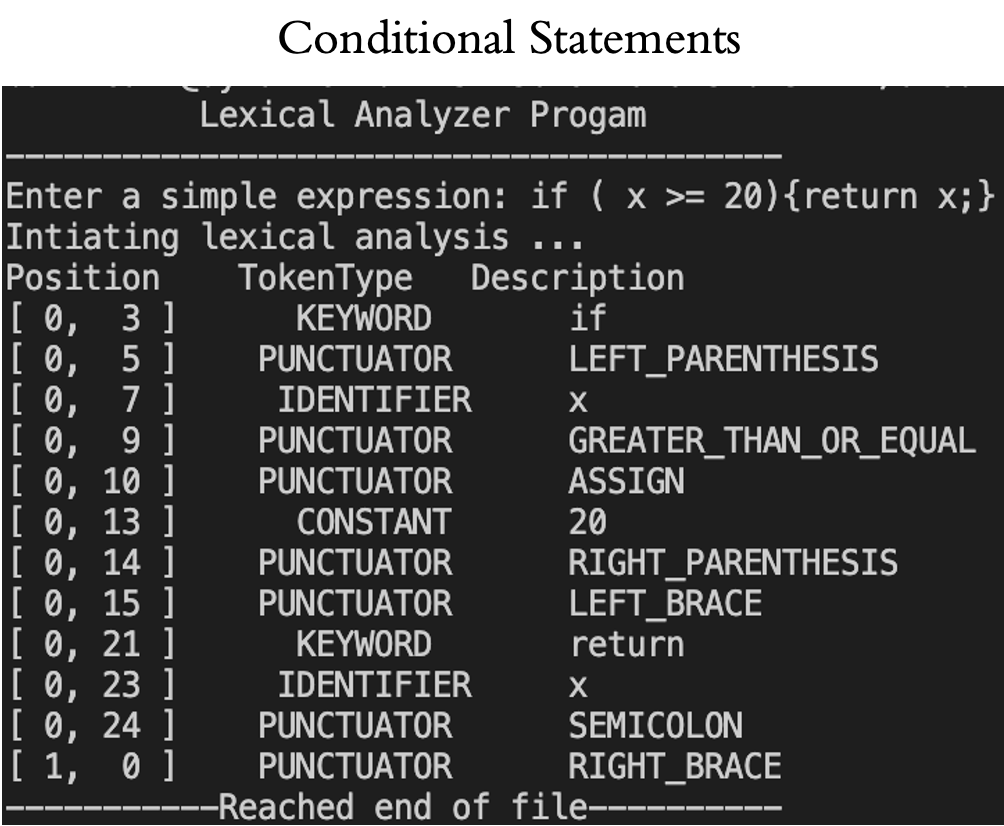 Conditional Statements
Lexical Analyzer Progam
----------------------------------------
Enter a simple expression: if ( x >= 20){return x;}
Intiating lexical analysis ...
Position    TokenType   Description
[ 0,  3 ]      KEYWORD       if
[ 0,  5 ]    PUNCTUATOR      LEFT_PARENTHESIS
[ 0,  7 ]     IDENTIFIER     x
[ 0,  9 ]    PUNCTUATOR      GREATER_THAN_OR_EQUAL
[ 0, 10 ]    PUNCTUATOR      ASSIGN
[ 0, 13 ]      CONSTANT      20
[ 0, 14 ]    PUNCTUATOR      RIGHT_PARENTHESIS
[ 0, 15 ]    PUNCTUATOR      LEFT_BRACE
[ 0, 21 ]      KEYWORD       return
[ 0, 23 ]     IDENTIFIER     x
[ 0, 24 ]    PUNCTUATOR      SEMICOLON
[ 1,  0 ]    PUNCTUATOR      RIGHT_BRACE
-----------Reached end of file----------